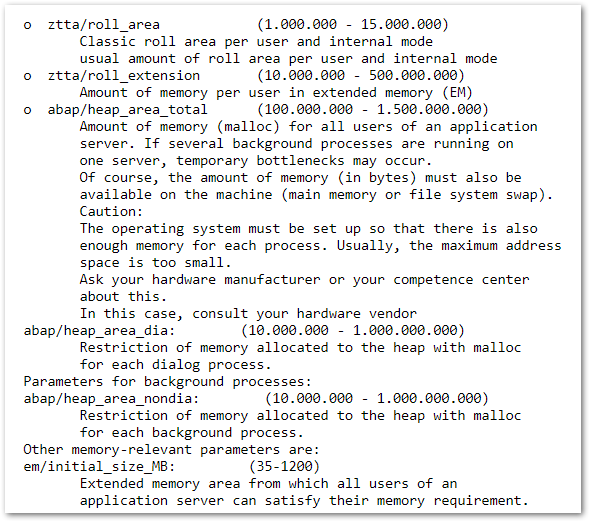 o  ztta/roll_area            (1.000.000 - 15.000.000)
       Classic roll area per user and internal mode
       usual amount of roll area per user and internal mode
o  ztta/roll_extension       (10.000.000 - 500.000.000)
       Amount of memory per user in extended memory (EM)
o  abap/heap_area_total      (100.000.000 - 1.500.000.000)
       Amount of memory (malloc) for all users of an application
       server. If several background processes are running on
       one server, temporary bottlenecks may occur.
       Of course, the amount of memory (in bytes) must also be
       available on the machine (main memory or file system swap).
       Caution:
       The operating system must be set up so that there is also
       enough memory for each process. Usually, the maximum address
       space is too small.
       Ask your hardware manufacturer or your competence center
       about this.
       In this case, consult your hardware vendor
abap/heap_area_dia:        (10.000.000 - 1.000.000.000)
       Restriction of memory allocated to the heap with malloc
       for each dialog process.
Parameters for background processes:
abap/heap_area_nondia:        (10.000.000 - 1.000.000.000)
       Restriction of memory allocated to the heap with malloc
       for each background process.
Other memory-relevant parameters are:
em/initial_size_MB:         (35-1200)
       Extended memory area from which all users of an
       application server can satisfy their memory requirement.